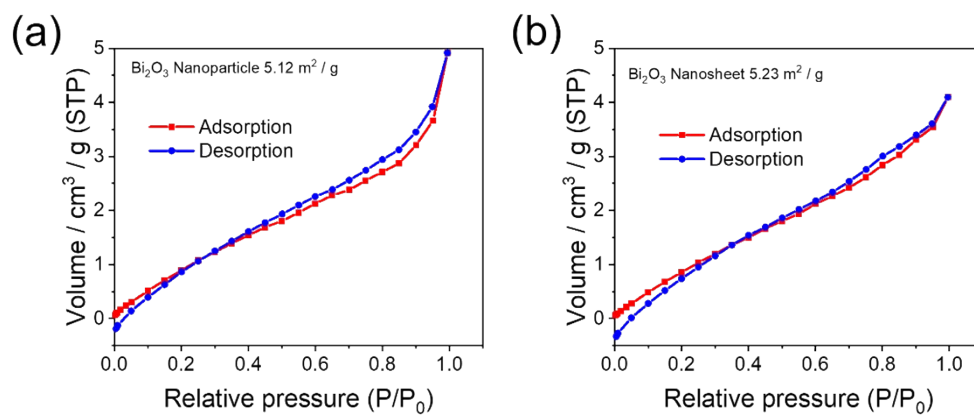 (a)
Bi₂O₃ Nanoparticle 5.12 m² / g
Adsorption
Desorption
Volume / cm³ / g (STP)
5
4
3
2
1
0
0.0 0.2 0.4 0.6 0.8 1.0
Relative pressure (P/P₀)
(b)
Bi₂O₃ Nanosheet 5.23 m² / g
Adsorption
Desorption
Volume / cm³ / g (STP)
5
4
3
2
1
0
0.0 0.2 0.4 0.6 0.8 1.0
Relative pressure (P/P₀)